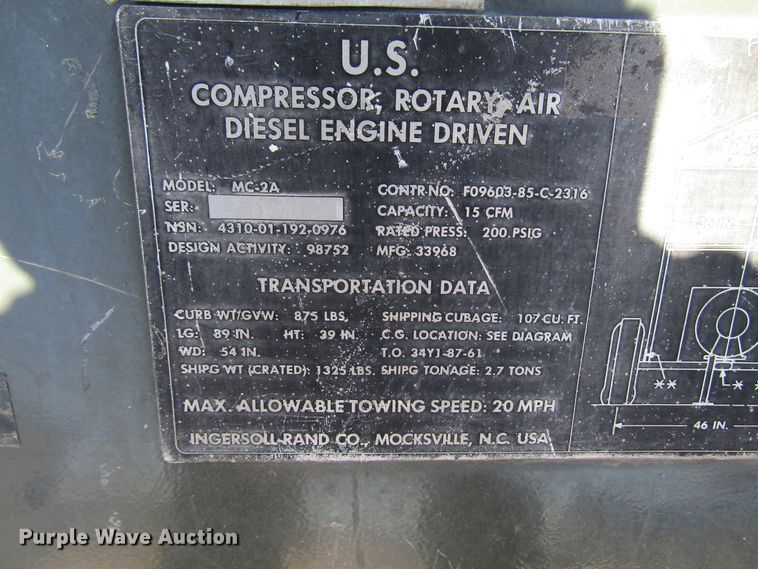 U.S.
COMPRESSOR, ROTARY, AIR
DIESEL ENGINE DRIVEN
MODEL: MC-2A
SER:
NSN: 4310-01-192-0976
DESIGN ACTIVITY: 98752
CONTR NO: F09603-85-C-2316
CAPACITY: 15 CFM
RATED PRESS: 200 PSIG
MFG: 33968
TRANSPORTATION DATA
CURB WT/GVW: 875 LBS.
LG: 89 IN. HT: 39 IN.
WD: 54 IN.
SHIPG WT (CRATED): 1325 LBS.
SHIPPING CUBAGE: 107 CU. FT.
C.G. LOCATION: SEE DIAGRAM
T.O. 34Y1-87-61
SHIPG TONAGE: 2.7 TONS
MAX. ALLOWABLE TOWING SPEED: 20 MPH
INGERSOLL-RAND CO., MOCKSVILLE, N.C. USA
** * *
46 IN.
Purple Wave Auction